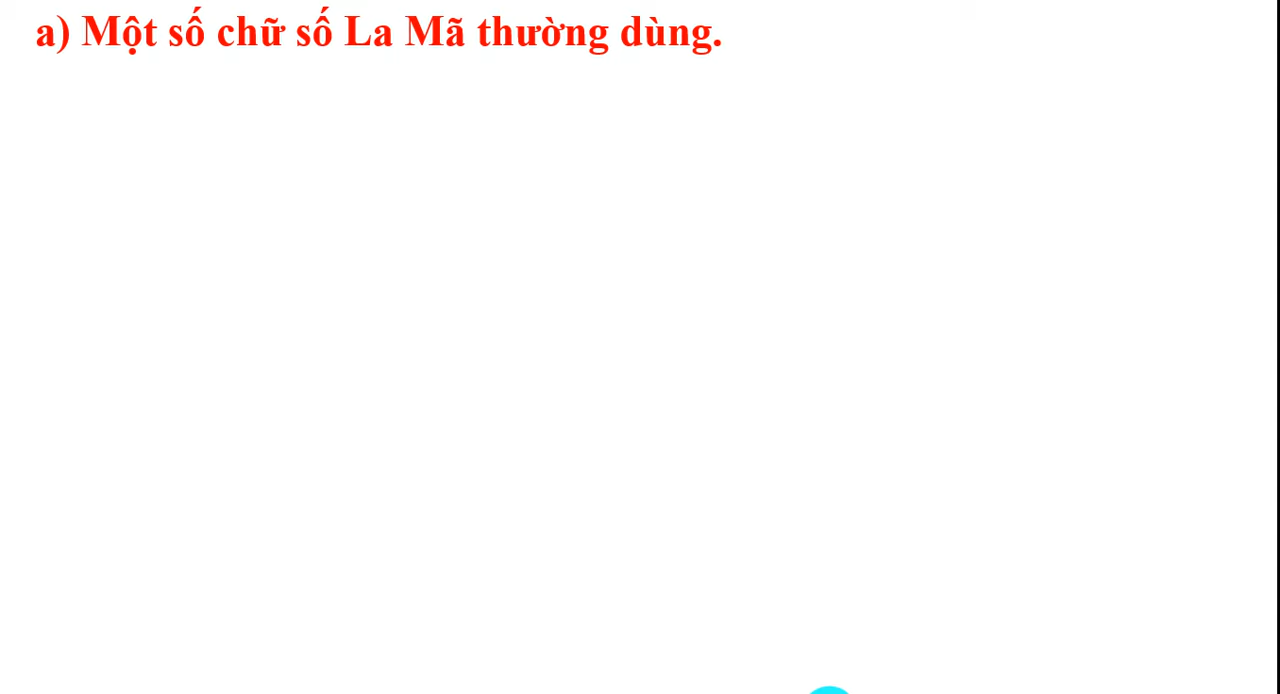 a) Một số chữ số La Mã thường dùng.